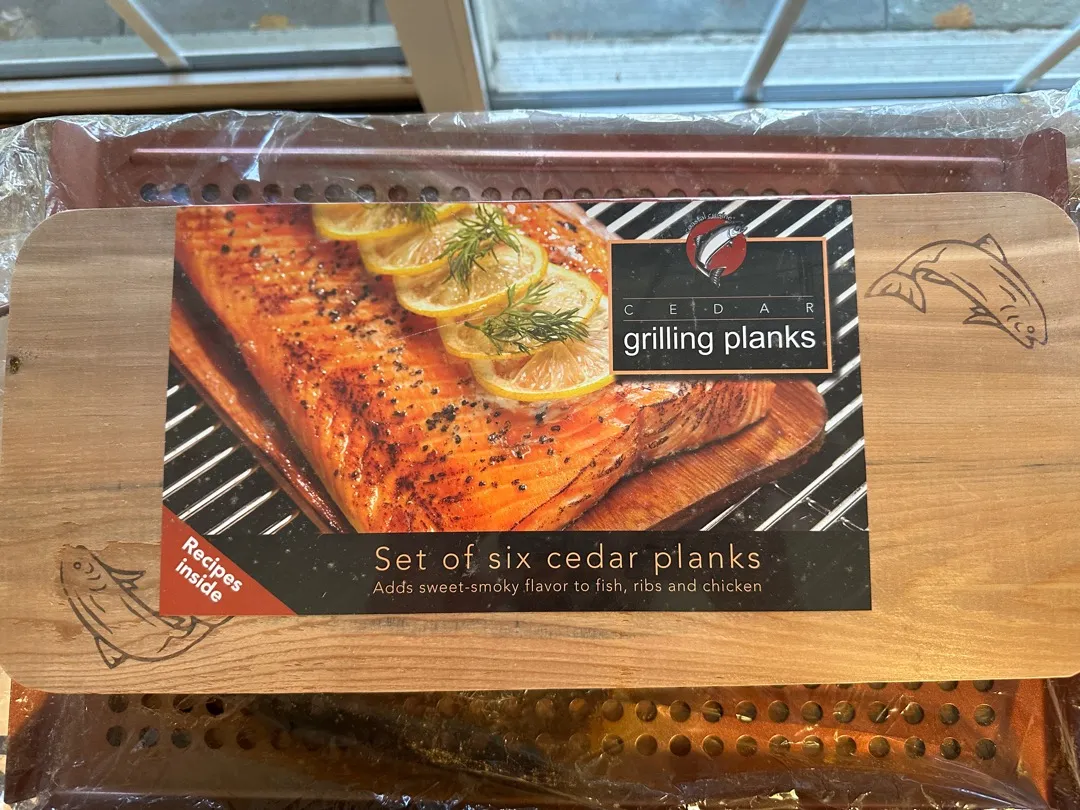 CEDAR
grilling planks
Recipes
inside
Set of six cedar planks
Adds sweet-smoky flavor to fish, ribs and chicken